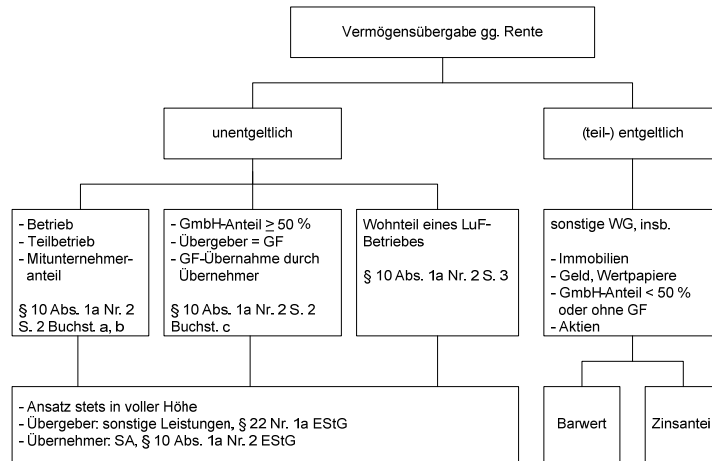 Vermögensübergabe gg. Rente
unentgeltlich
(teil-) entgeltlich
- Betrieb
- Teilbetrieb
- Mitunternehmer-
anteil
§ 10 Abs. 1a Nr. 2
S. 2 Buchst. a, b
- GmbH-Anteil ≥ 50 %
- Übergeber = GF
- GF-Übernahme durch
Übernehmer
§ 10 Abs. 1a Nr. 2 S. 2
Buchst. c
Wohnteil eines LuF-
Betriebes
§ 10 Abs. 1a Nr. 2 S. 3
sonstige WG, insb.
- Immobilien
- Geld, Wertpapiere
- GmbH-Anteil < 50 %
oder ohne GF
- Aktien
- Ansatz stets in voller Höhe
- Übergeber: sonstige Leistungen, § 22 Nr. 1a EStG
- Übernehmer: SA, § 10 Abs. 1a Nr. 2 EStG
Barwert
Zinsanteil